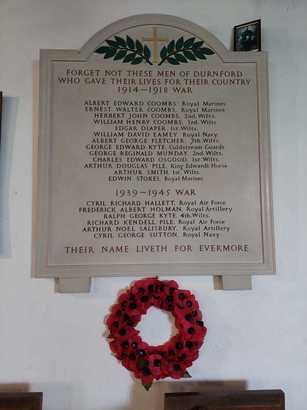 FORGET NOT THESE MEN OF DURNFORD
WHO GAVE THEIR LIVES FOR THEIR COUNTRY
1914-1918 WAR
ALBERT EDWARD COOMBS. Royal Marines
ERNEST WALTER COOMBS. Royal Marines
HERBERT JOHN COOMBS. 2nd. Wilts.
WILLIAM HENRY COOMBS. 3rd. Wilts.
EDGAR DIAPER. 1st. Wilts.
WILLIAM DAVID EAMEY. Royal Navy
ALBERT GEORGE FLETCHER. 7th. Wilts.
GEORGE EDWARD KYTE. Coldstream Guards
GEORGE REGINALD MUNDAY. 2nd. Wilts.
CHARLES EDWARD OSGOOD. 1st. Wilts.
ARTHUR DOUGLAS PILE. King Edwards Horse
ARTHUR SMITH. 1st. Wilts.
EDWIN STOKES. Royal Marines
1939-1945 WAR
CYRIL RICHARD HALLETT. Royal Air Force
FREDERICK ALBERT HOLMAN. Royal Artillery
RALPH GEORGE KYTE. 4th. Wilts.
RICHARD KENDELL PILE. Royal Air Force
ARTHUR NOEL SALISBURY. Royal Artillery
CYRIL GEORGE SUTTON. Royal Navy
THEIR NAME LIVETH FOR EVERMORE